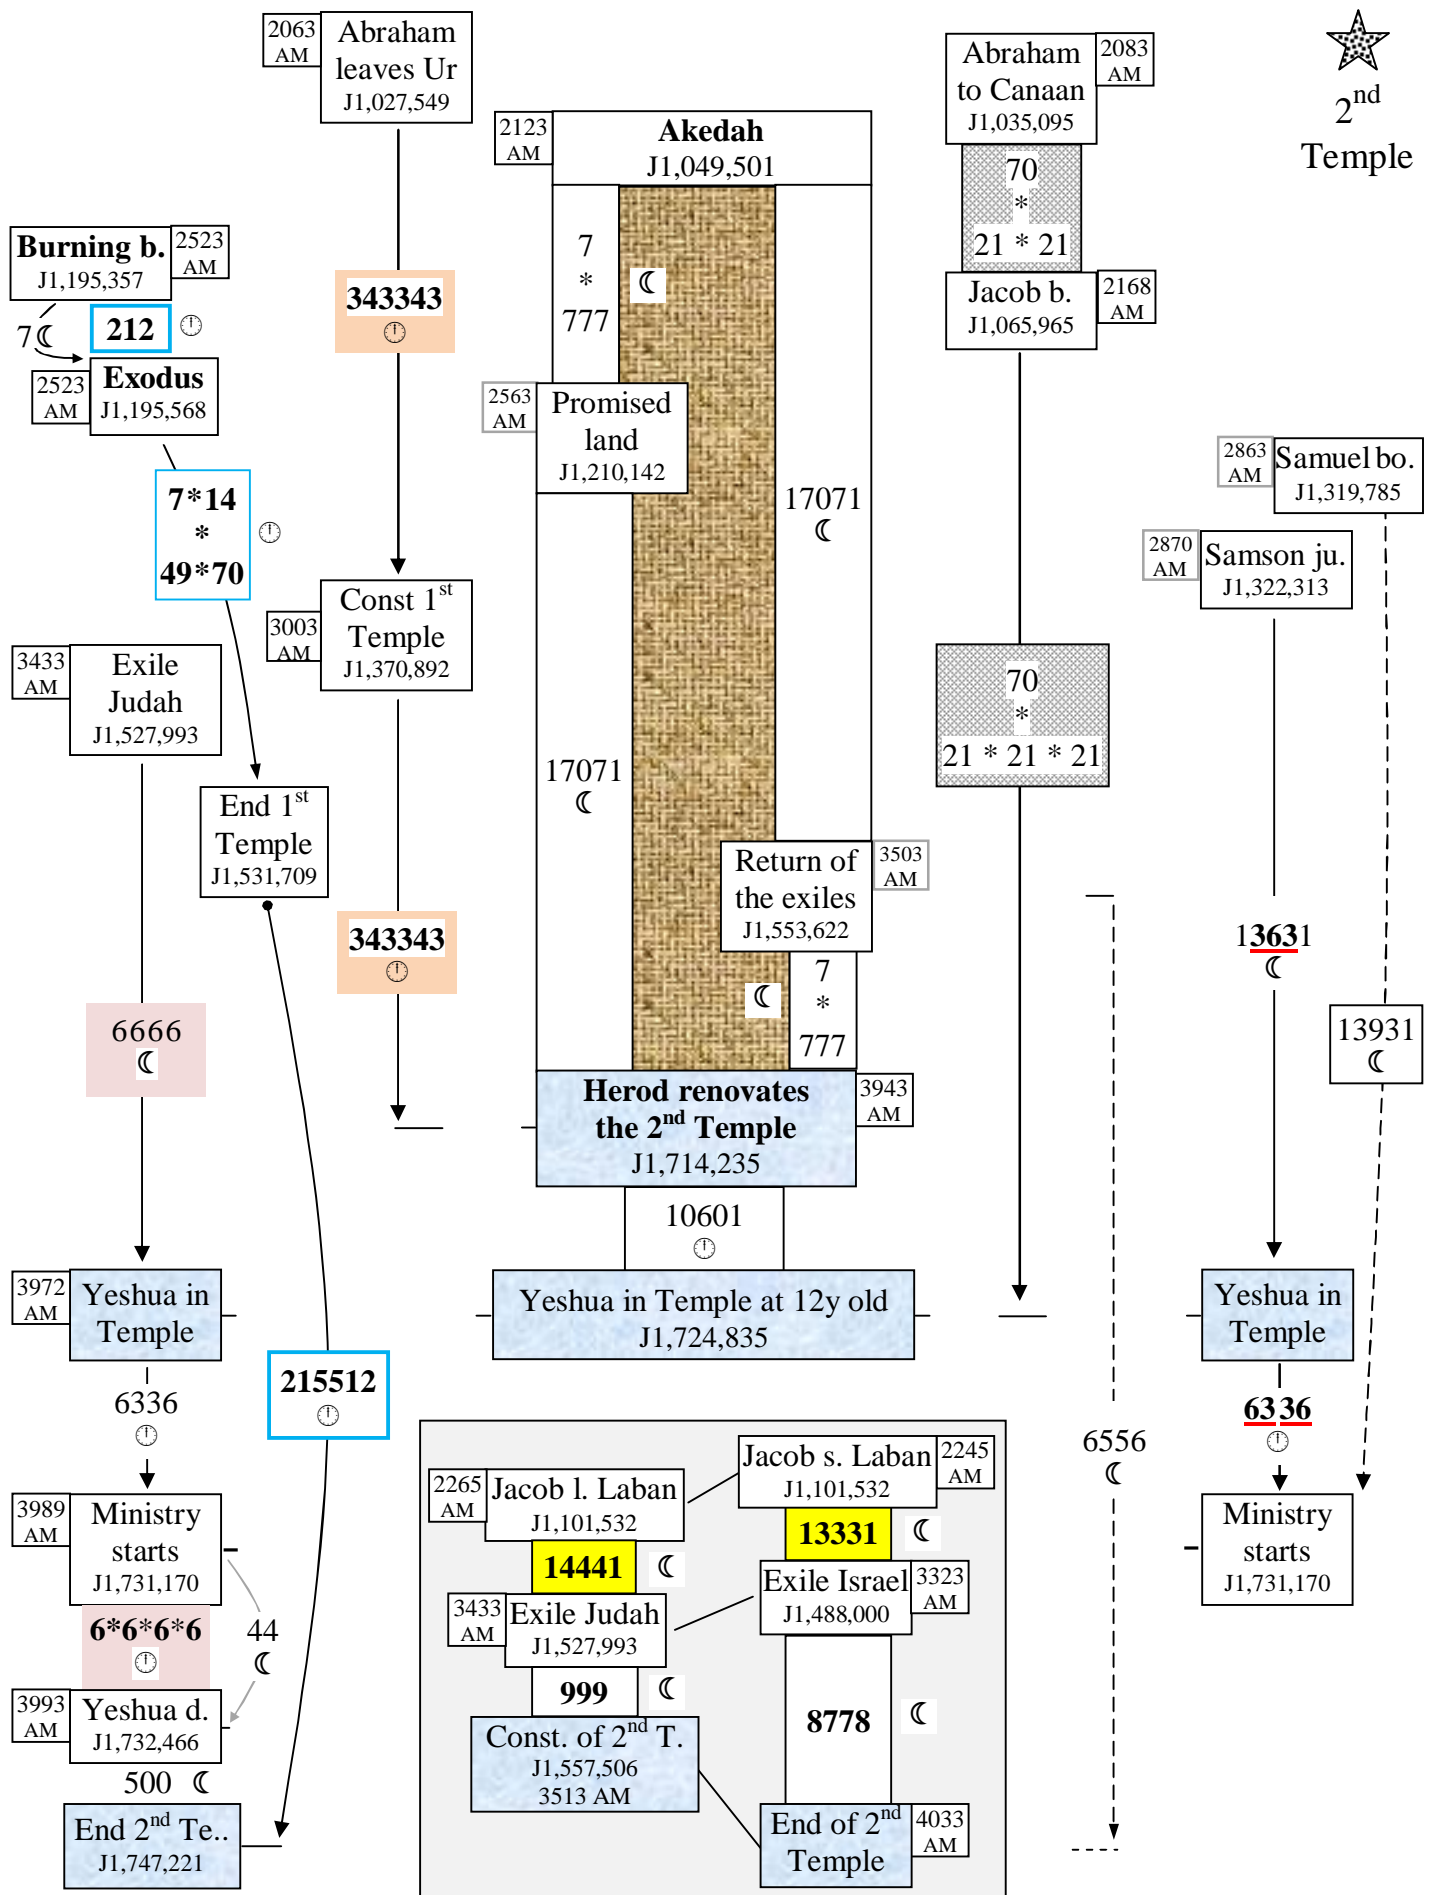 2063
AM
Abraham
leaves Ur
J1,027,549
Abraham
to Canaan
J1,035,095
2083
AM
2nd
Temple
2123
AM
Akedah
J1,049,501
70
*
21 * 21
Burning b.
J1,195,357
2523
AM
7
*
777
☾
343343
🕛
Jacob b.
J1,065,965
2168
AM
7☾
212
🕛
2523
AM
Exodus
J1,195,568
2563
AM
Promised
land
J1,210,142
2863
AM
Samuel bo.
J1,319,785
7*14
*
49*70
🕛
17071
☾
2870
AM
Samson ju.
J1,322,313
3003
AM
Const 1st
Temple
J1,370,892
3433
AM
Exile
Judah
J1,527,993
70
*
21 * 21 * 21
17071
☾
End 1st
Temple
J1,531,709
Return of
the exiles
J1,553,622
3503
AM
343343
🕛
13631
☾
7
*
777
☾
6666
☾
13931
☾
Herod renovates
the 2nd Temple
J1,714,235
3943
AM
10601
🕛
3972
AM
Yeshua in
Temple
Yeshua in Temple at 12y old
J1,724,835
Yeshua in
Temple
6336
🕛
215512
🕛
6336
🕛
6556
☾
3989
AM
Ministry
starts
J1,731,170
2265
AM
Jacob l. Laban
J1,101,532
Jacob s. Laban
J1,101,532
2245
AM
14441
☾
13331
☾
Ministry
starts
J1,731,170
3433
AM
Exile Judah
J1,527,993
Exile Israel
J1,488,000
3323
AM
6*6*6*6
🕛
44
☾
999
☾
8778
☾
3993
AM
Yeshua d.
J1,732,466
Const. of 2nd T.
J1,557,506
3513 AM
500 ☾
End 2nd Te..
J1,747,221
End of 2nd
Temple
4033
AM